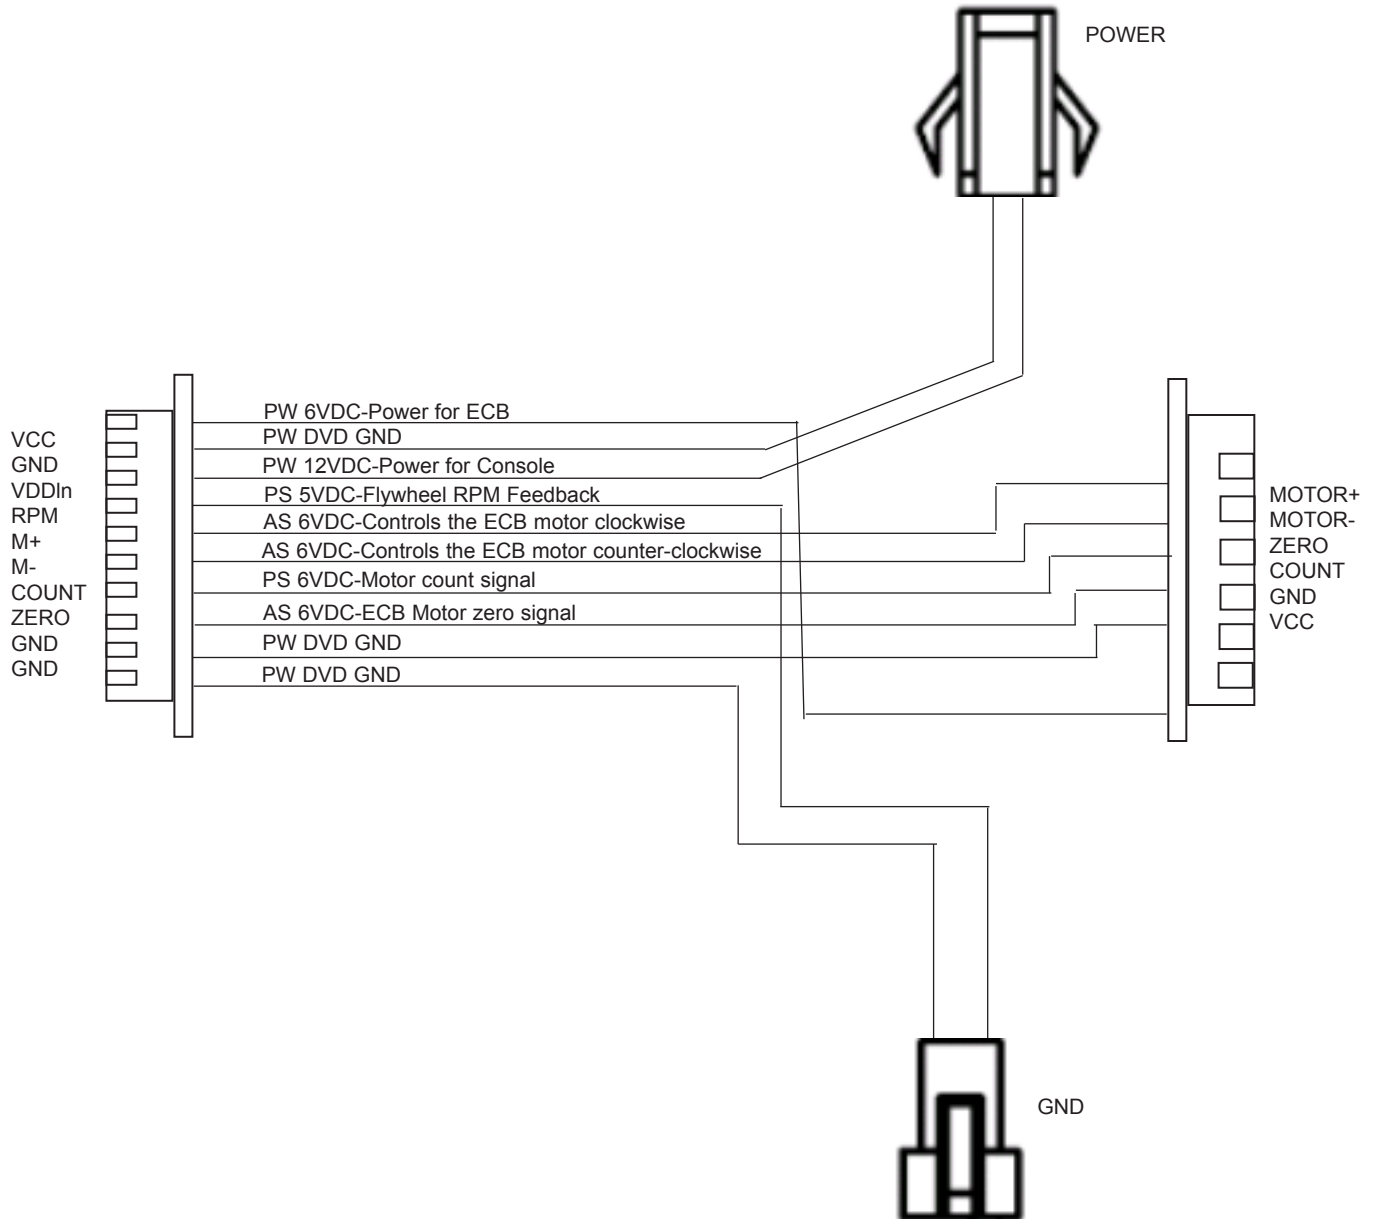 POWER
PW 6VDC-Power for ECB
PW DVD GND
PW 12VDC-Power for Console
PS 5VDC-Flywheel RPM Feedback
AS 6VDC-Controls the ECB motor clockwise
AS 6VDC-Controls the ECB motor counter-clockwise
PS 6VDC-Motor count signal
AS 6VDC-ECB Motor zero signal
PW DVD GND
PW DVD GND
VCC
GND
VDDIn
RPM
M+
M-
COUNT
ZERO
GND
GND
MOTOR+
MOTOR-
ZERO
COUNT
GND
VCC
GND